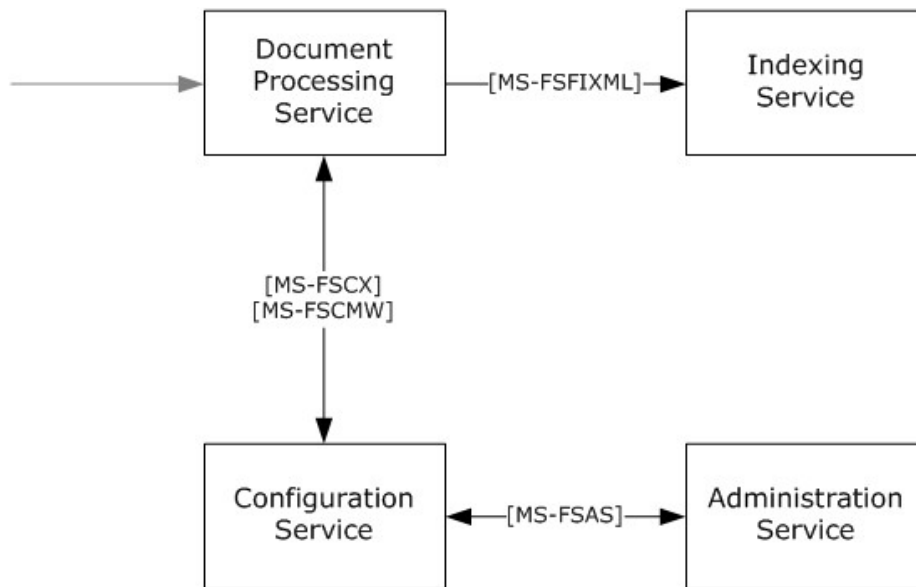 Document
Processing
Service
[MS-FSFIXML]
Indexing
Service
[MS-FSCX]
[MS-FSCMW]
Configuration
Service
[MS-FSAS]
Administration
Service